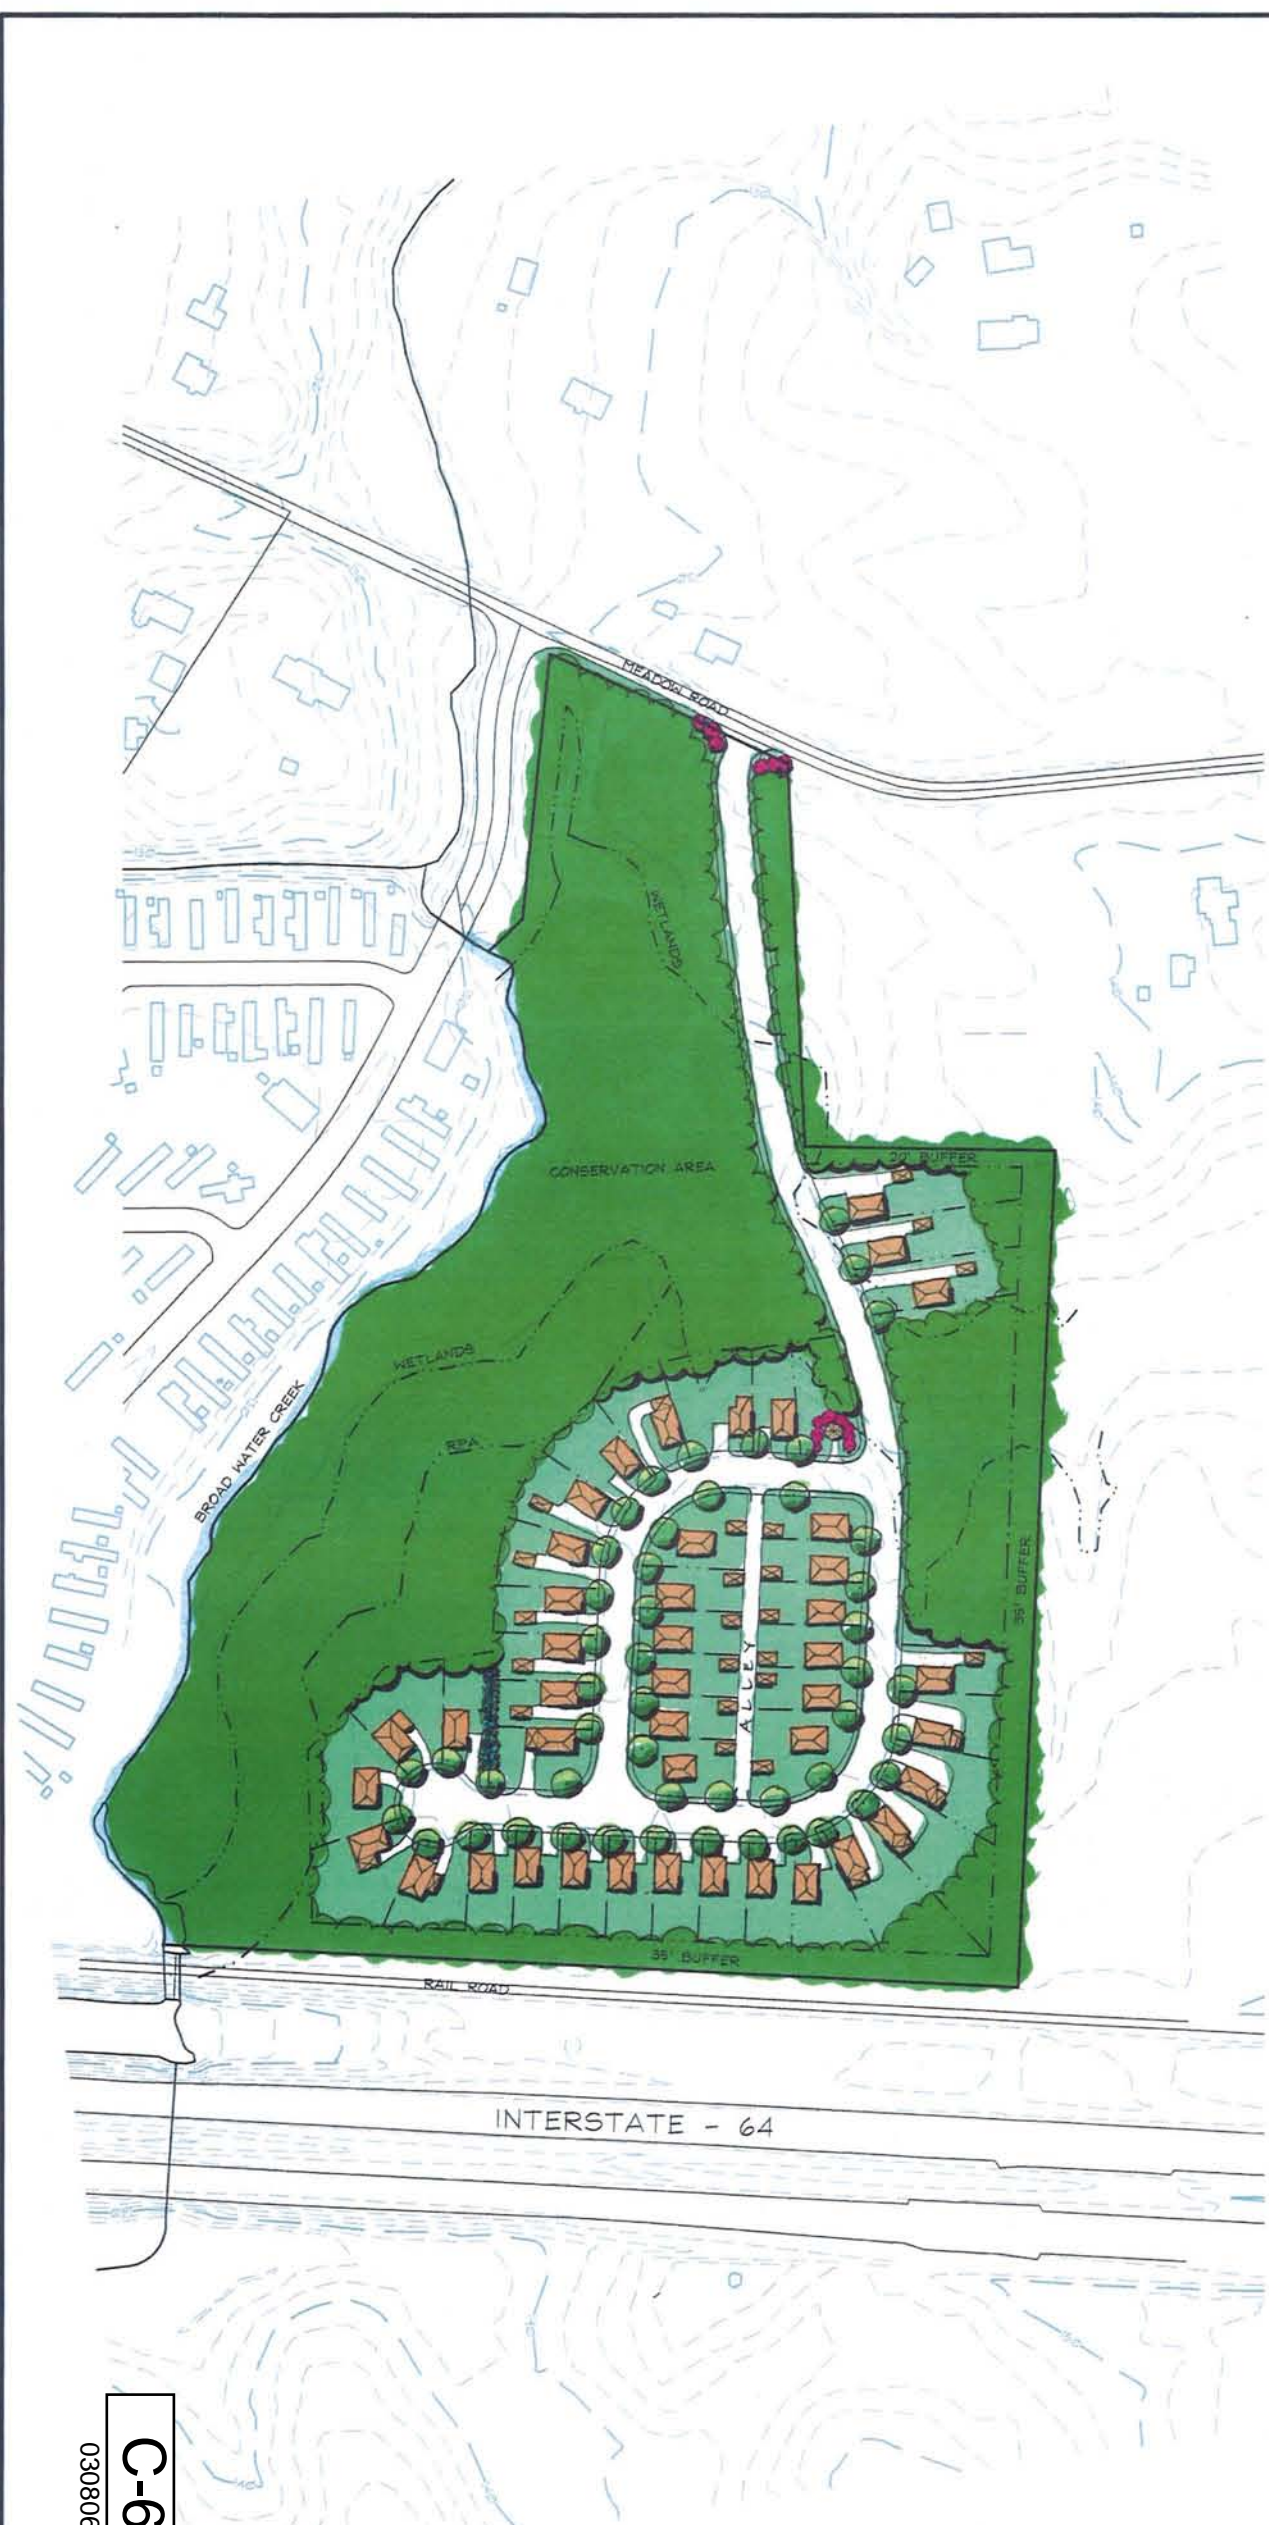 MEADOW ROAD
WETLANDS
20' BUFFER
CONSERVATION AREA
WETLANDS
BROAD WATER CREEK
RPA
35' BUFFER
ALLEY
35' BUFFER
RAIL ROAD
INTERSTATE - 64
C-6
030806